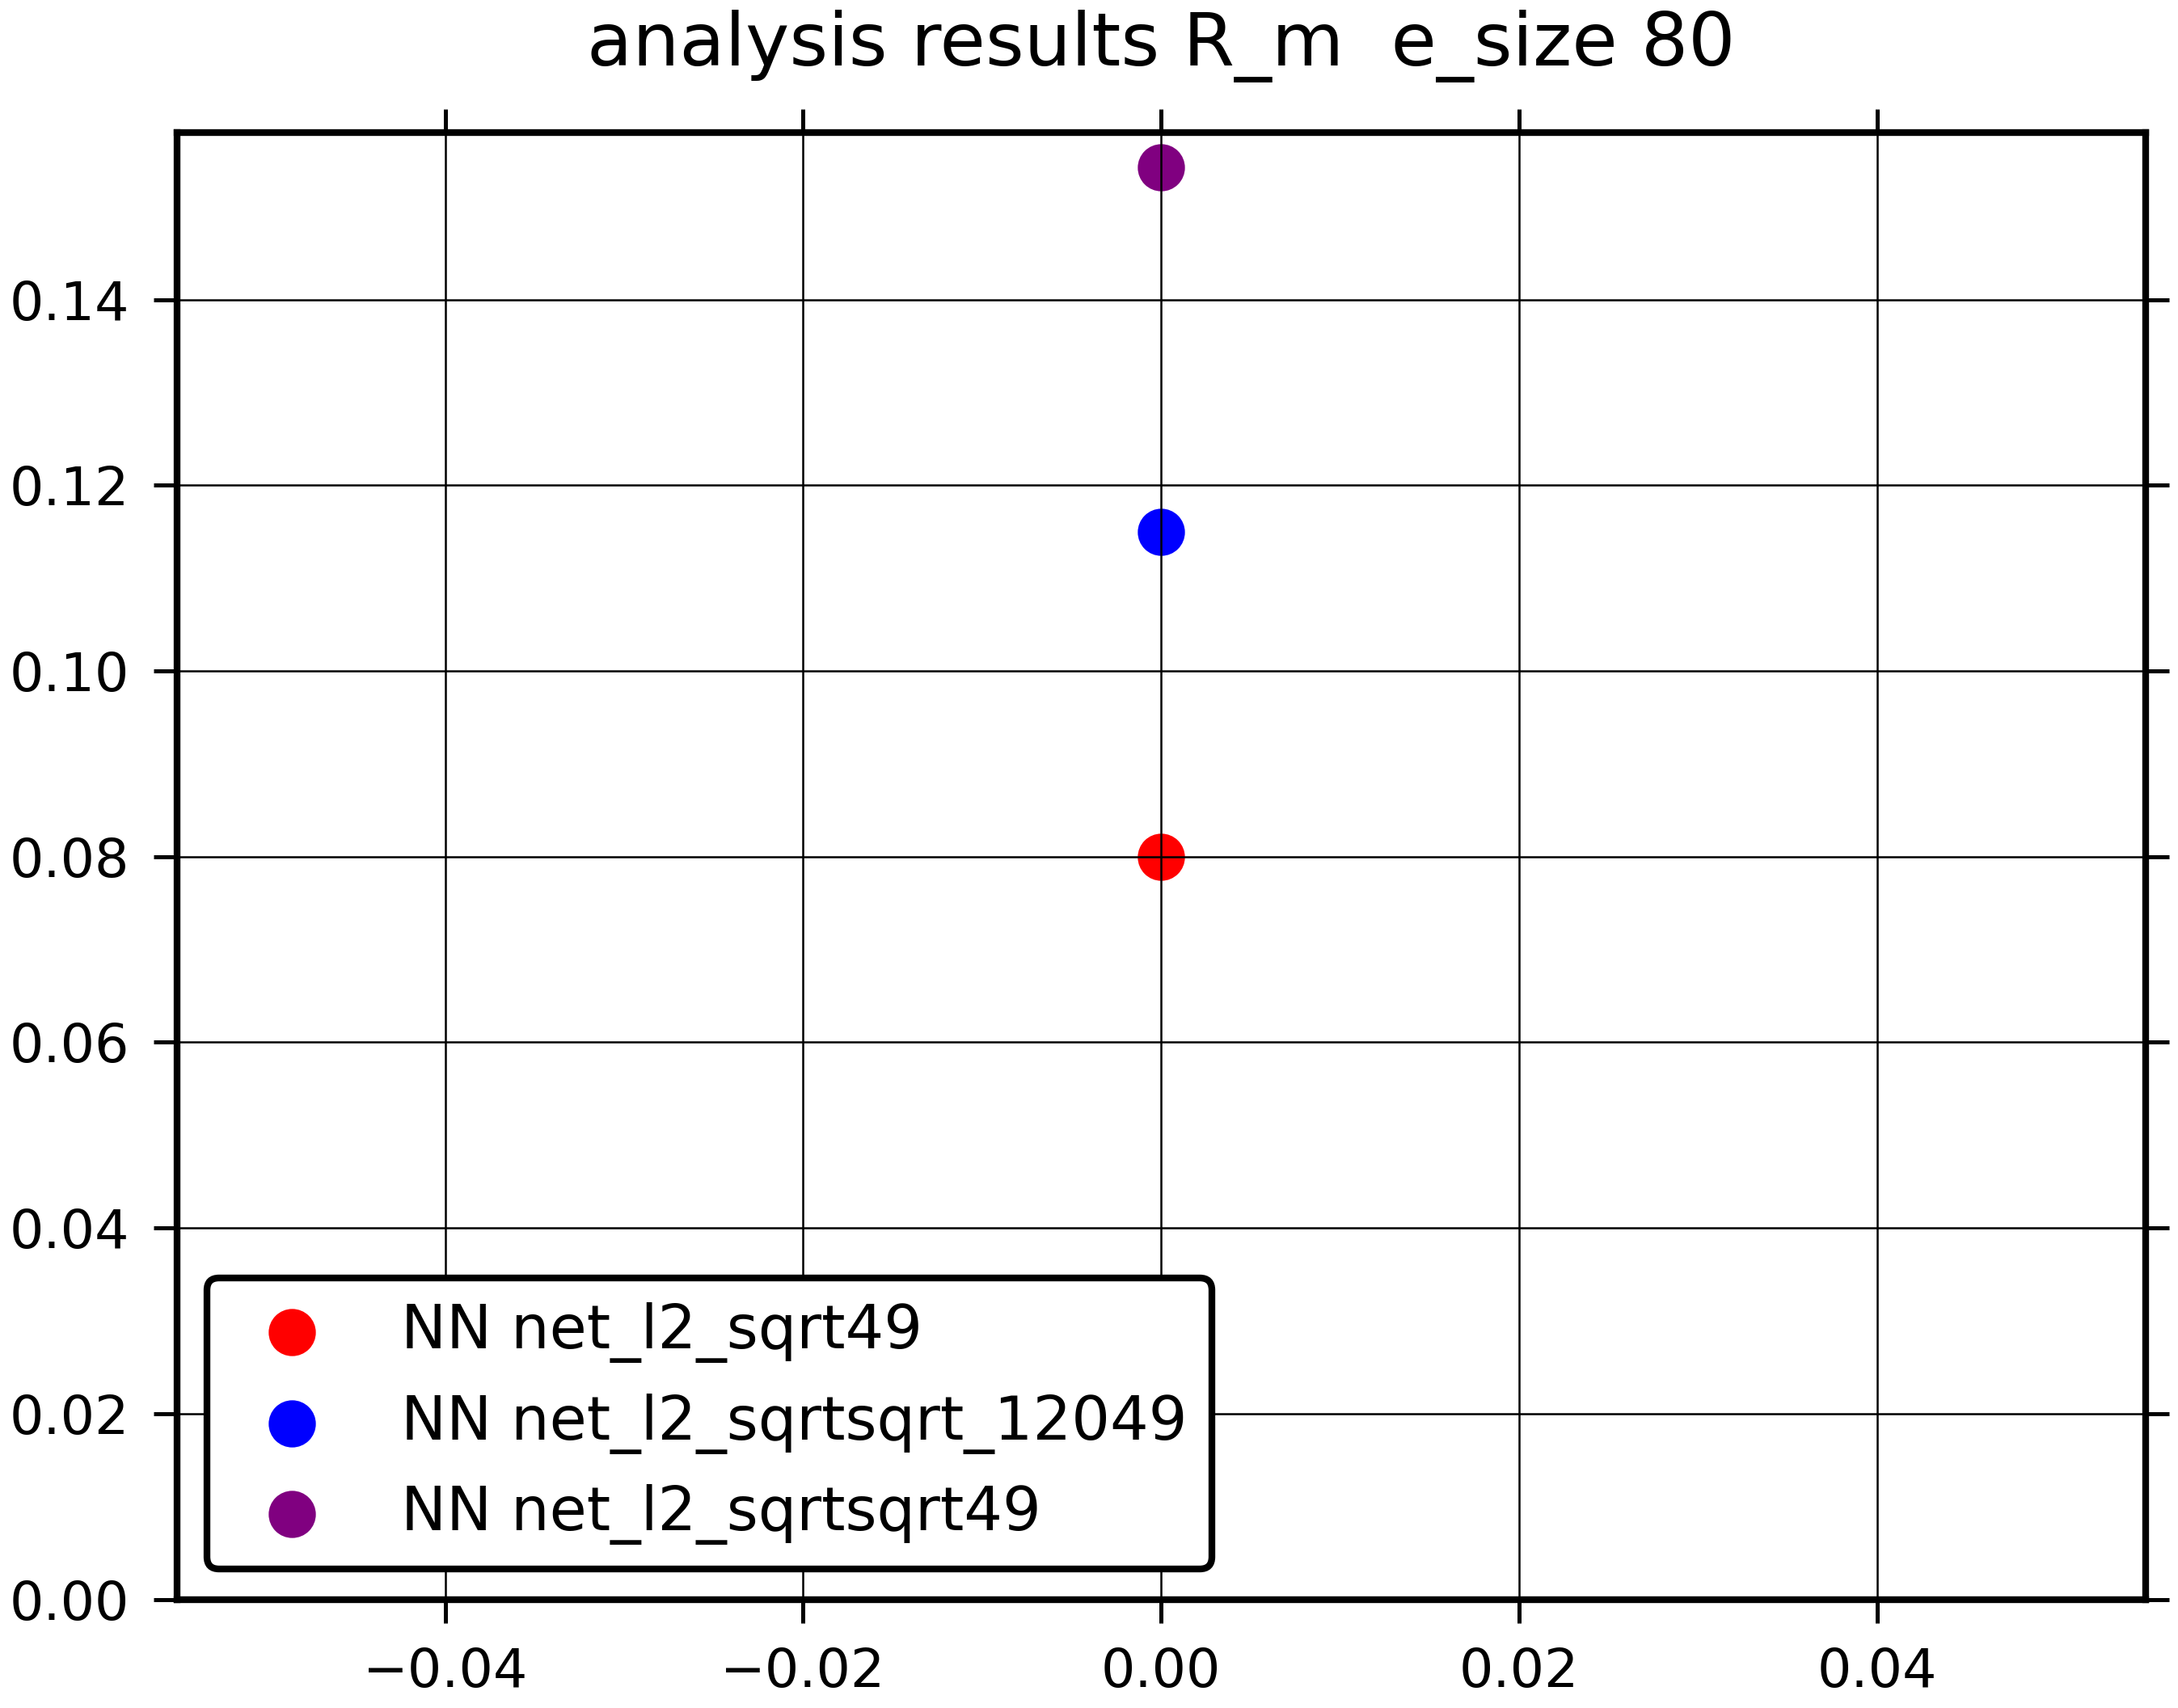 analysis results R_m  e_size 80
0.14
0.12
0.10
0.08
0.06
0.04
0.02
0.00
NN net_l2_sqrt49
NN net_l2_sqrtsqrt_12049
NN net_l2_sqrtsqrt49
−0.04 −0.02 0.00 0.02 0.04